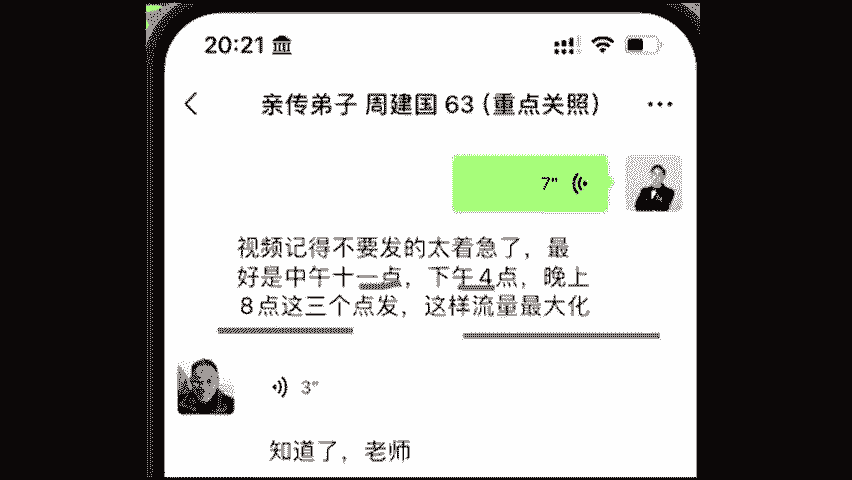 20:21
亲传弟子 周建国 63（重点关照）
7"
视频记得不要发的太着急了，最
好是中午十一点，下午4点，晚上
8点这三个点发，这样流量最大化
3"
知道了，老师